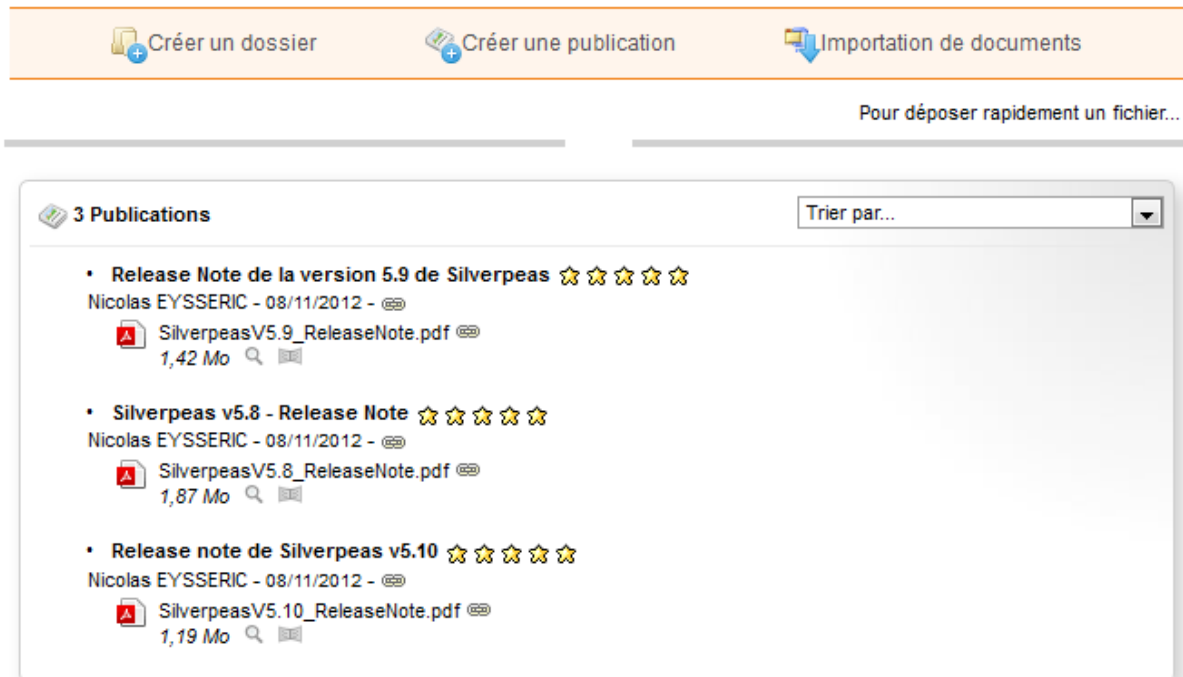 Créer un dossier Créer une publication Importation de documents
Pour déposer rapidement un fichier...
3 Publications Trier par...
• Release Note de la version 5.9 de Silverpeas
Nicolas EYSSERIC - 08/11/2012 -
SilverpeasV5.9_ReleaseNote.pdf
1,42 Mo
• Silverpeas v5.8 - Release Note
Nicolas EYSSERIC - 08/11/2012 -
SilverpeasV5.8_ReleaseNote.pdf
1,87 Mo
• Release note de Silverpeas v5.10
Nicolas EYSSERIC - 08/11/2012 -
SilverpeasV5.10_ReleaseNote.pdf
1,19 Mo